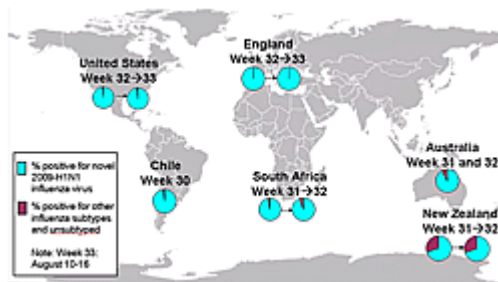 England
Week 32→33
United States
Week 32→33
Australia
Week 31 and 32
Chile
Week 30
South Africa
Week 31→32
New Zealand
Week 31→32
% positive for novel
2009-H1N1
influenza virus
% positive for other
influenza subtypes
and unsubtyped
Note: Week 33:
August 10-16